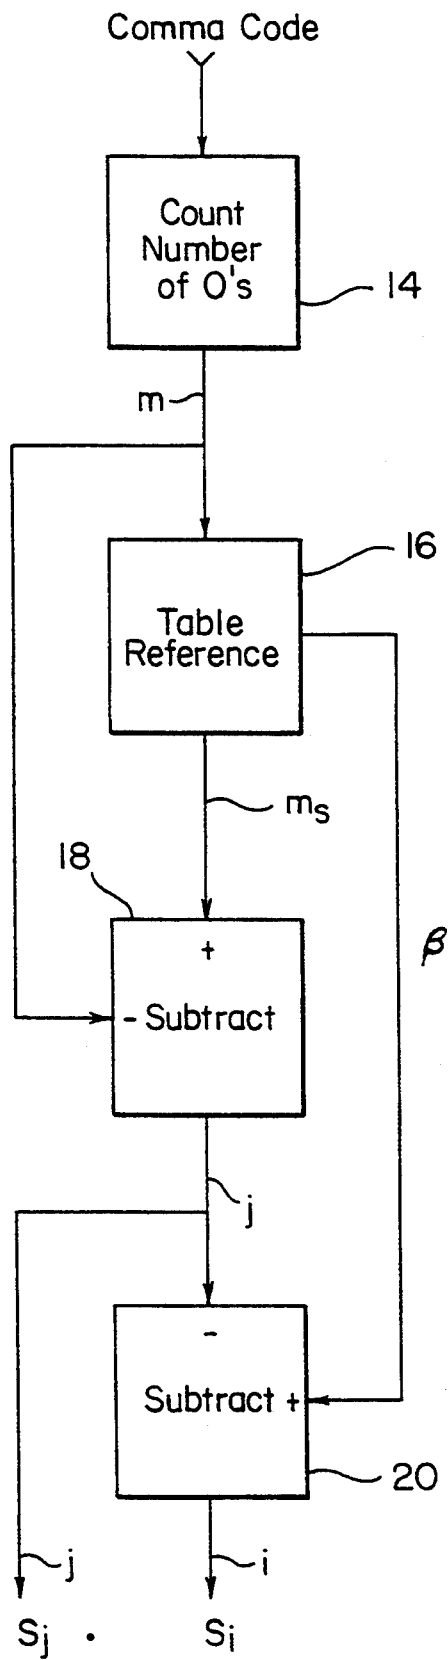 Comma Code
Count
Number
of O's
14
m
16
Table
Reference
ms
18
β
+
- Subtract
j
-
Subtract +
20
j
i
Sj .
Si